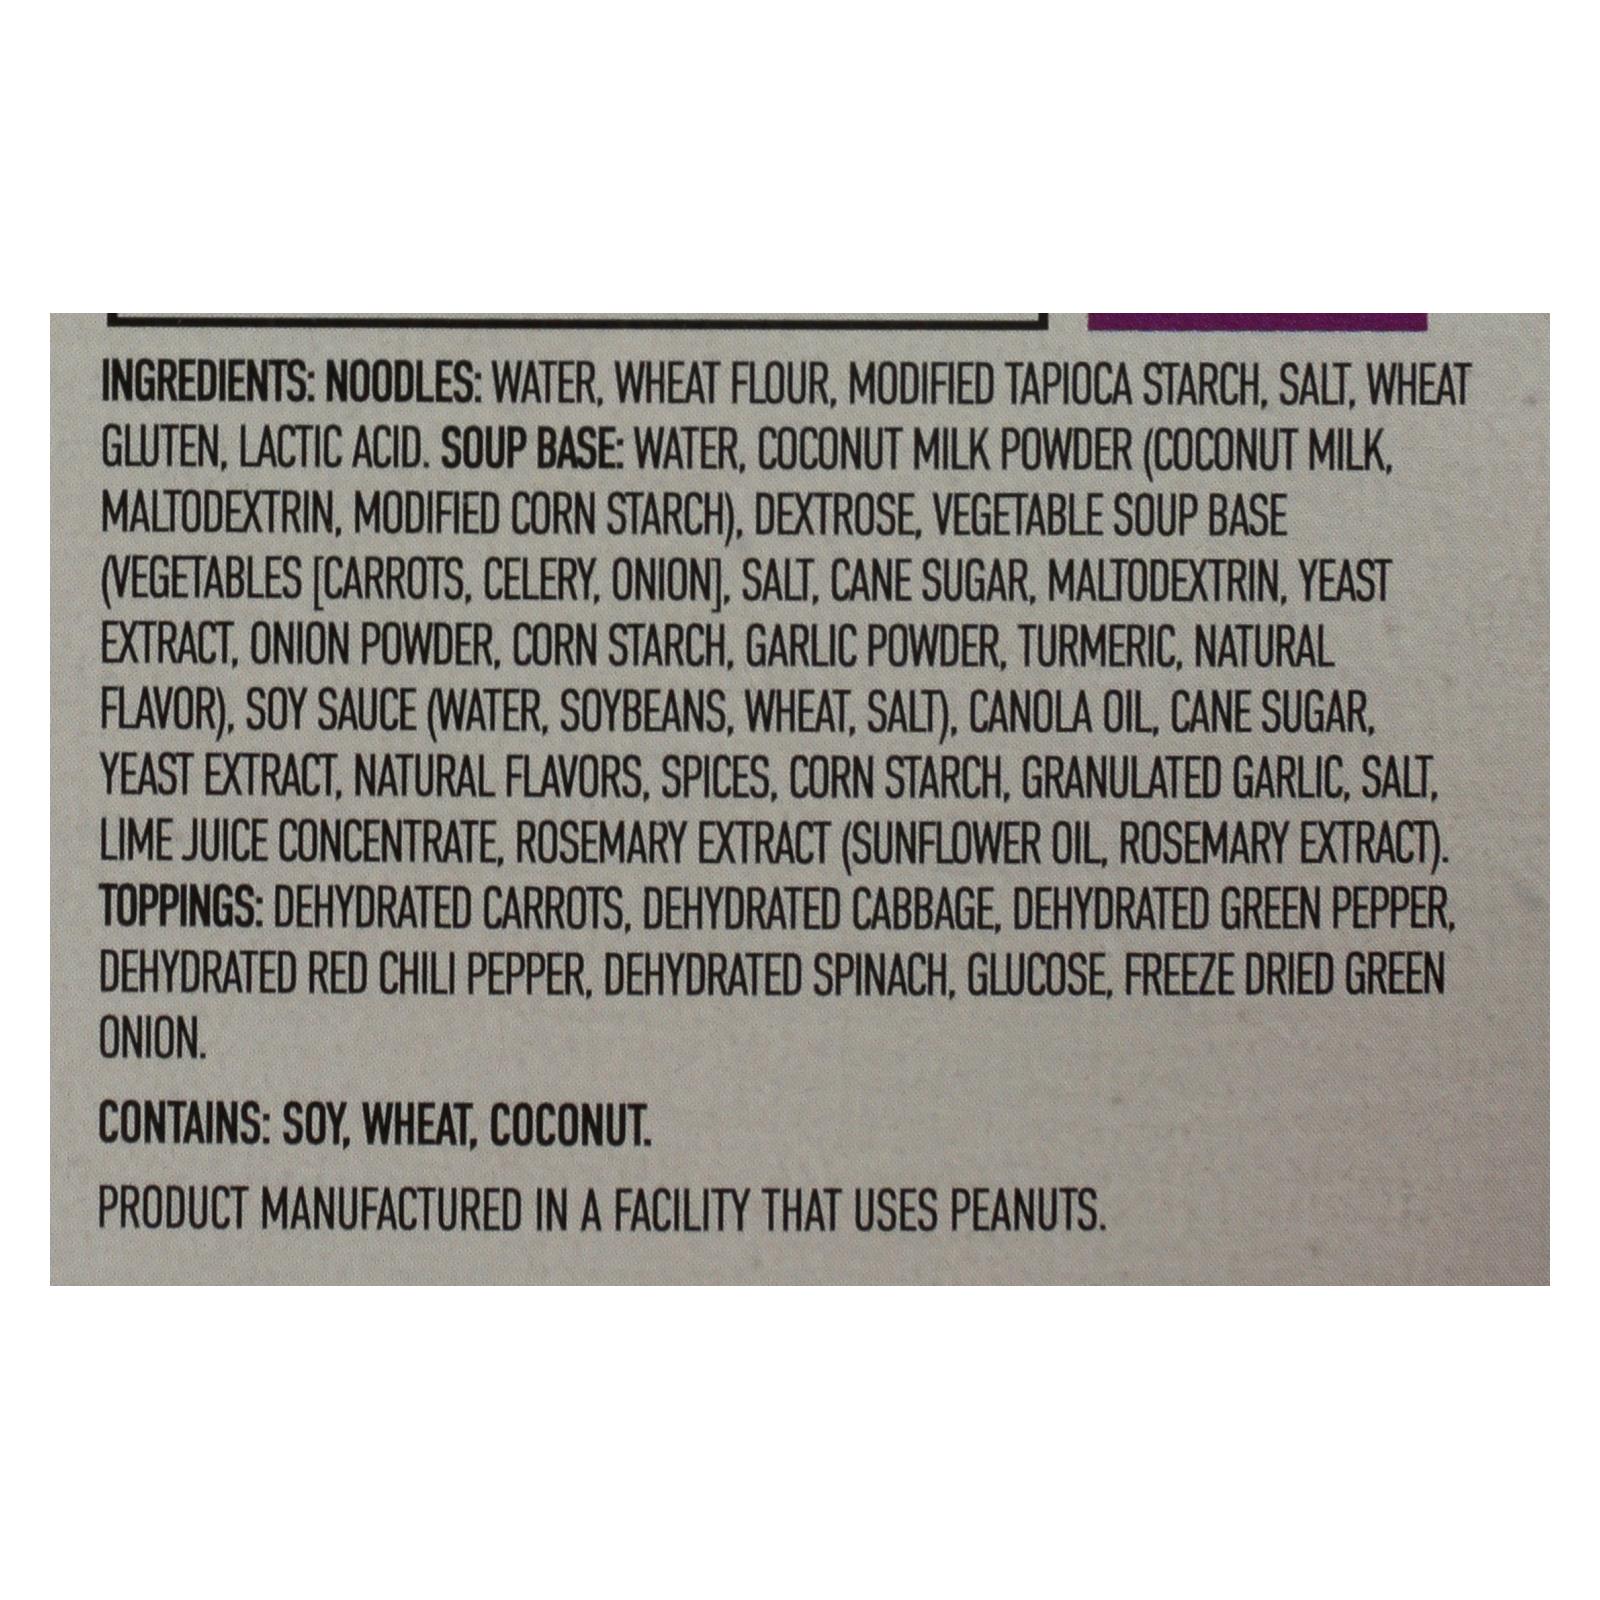 INGREDIENTS: NOODLES: WATER, WHEAT FLOUR, MODIFIED TAPIOCA STARCH, SALT, WHEAT
GLUTEN, LACTIC ACID. SOUP BASE: WATER, COCONUT MILK POWDER (COCONUT MILK,
MALTODEXTRIN, MODIFIED CORN STARCH), DEXTROSE, VEGETABLE SOUP BASE
(VEGETABLES [CARROTS, CELERY, ONION], SALT, CANE SUGAR, MALTODEXTRIN, YEAST
EXTRACT, ONION POWDER, CORN STARCH, GARLIC POWDER, TURMERIC, NATURAL
FLAVOR), SOY SAUCE (WATER, SOYBEANS, WHEAT, SALT), CANOLA OIL, CANE SUGAR,
YEAST EXTRACT, NATURAL FLAVORS, SPICES, CORN STARCH, GRANULATED GARLIC, SALT,
LIME JUICE CONCENTRATE, ROSEMARY EXTRACT (SUNFLOWER OIL, ROSEMARY EXTRACT).
TOPPINGS: DEHYDRATED CARROTS, DEHYDRATED CABBAGE, DEHYDRATED GREEN PEPPER,
DEHYDRATED RED CHILI PEPPER, DEHYDRATED SPINACH, GLUCOSE, FREEZE DRIED GREEN
ONION.
CONTAINS: SOY, WHEAT, COCONUT.
PRODUCT MANUFACTURED IN A FACILITY THAT USES PEANUTS.